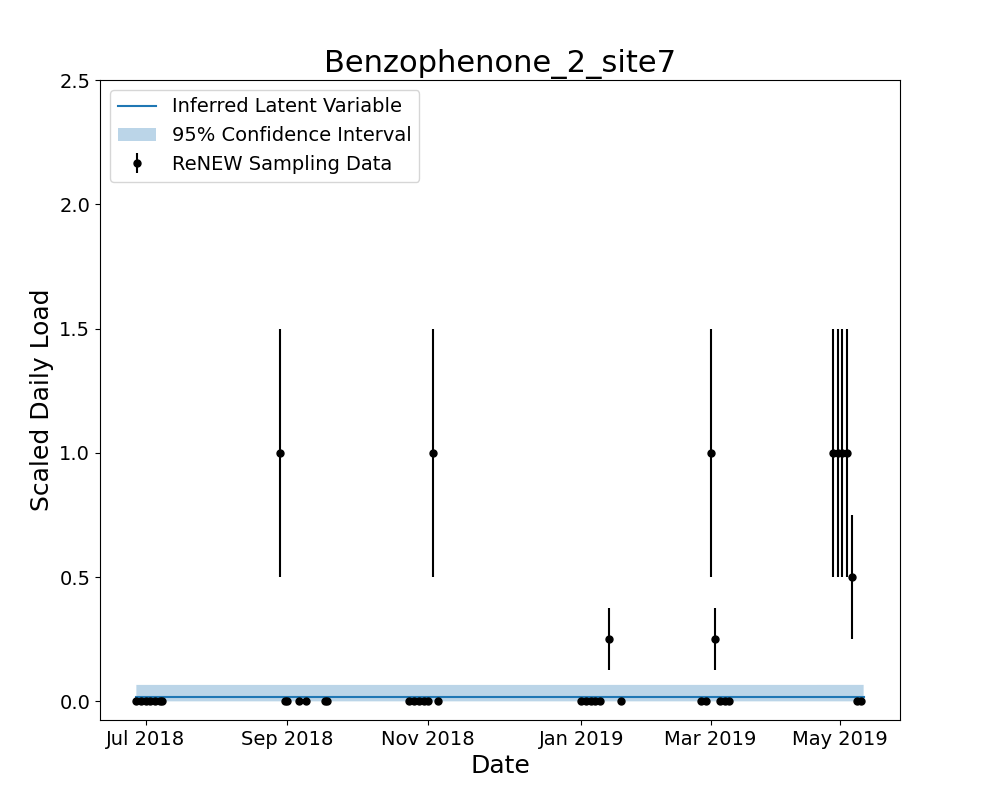 Benzophenone_2_site7
2.5
2.0
1.5
1.0
0.5
0.0
Scaled Daily Load
Inferred Latent Variable
95% Confidence Interval
ReNEW Sampling Data
Jul 2018
Sep 2018
Nov 2018
Jan 2019
Mar 2019
May 2019
Date